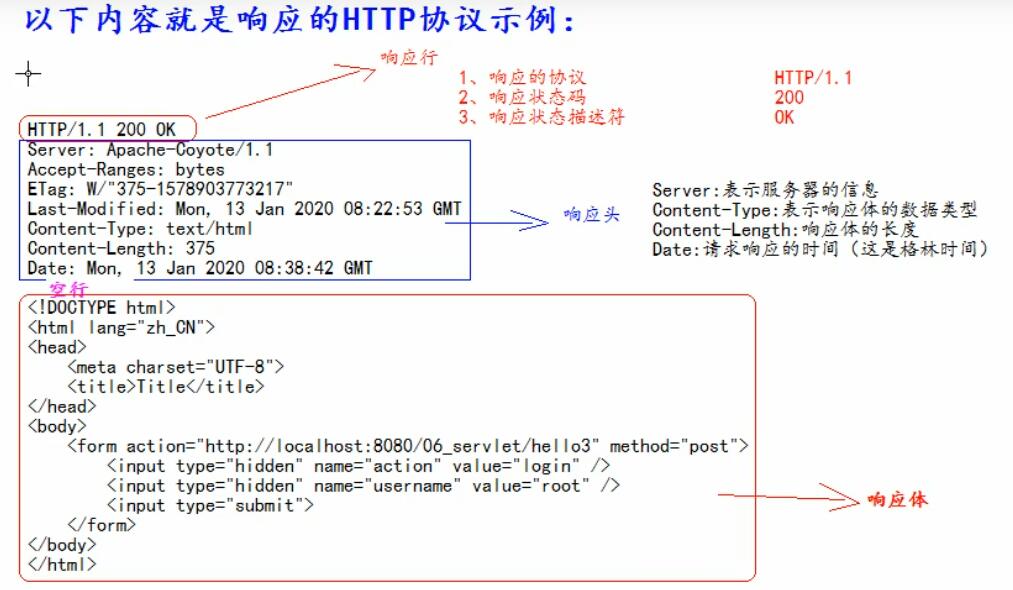 以下内容就是响应的HTTP协议示例：
响应行
1、响应的协议 HTTP/1.1
2、响应状态码 200
3、响应状态描述符 OK
HTTP/1.1 200 OK
Server: Apache-Coyote/1.1
Accept-Ranges: bytes
ETag: W/"375-1578903773217"
Last-Modified: Mon, 13 Jan 2020 08:22:53 GMT
Content-Type: text/html
Content-Length: 375
Date: Mon, 13 Jan 2020 08:38:42 GMT
响应头
Server:表示服务器的信息
Content-Type:表示响应体的数据类型
Content-Length:响应体的长度
Date:请求响应的时间（这是格林时间）
空行
<!DOCTYPE html>
<html lang="zh_CN">
<head>
    <meta charset="UTF-8">
    <title>Title</title>
</head>
<body>
    <form action="http://localhost:8080/06_servlet/hello3" method="post">
        <input type="hidden" name="action" value="login" />
        <input type="hidden" name="username" value="root" />
        <input type="submit">
    </form>
</body>
</html>
响应体